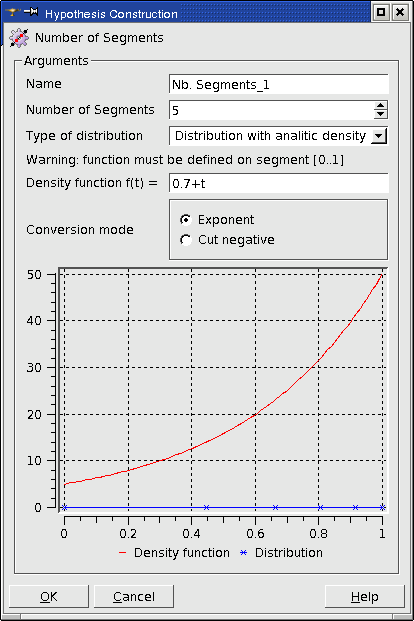 Hypothesis Construction
Number of Segments
Arguments
Name Nb. Segments_1
Number of Segments 5
Type of distribution Distribution with analitic density
Warning: function must be defined on segment [0..1]
Density function f(t) = 0.7+t
Conversion mode
Exponent
Cut negative
50
40
30
20
10
0
0 0.2 0.4 0.6 0.8 1
Density function Distribution
OK Cancel Help